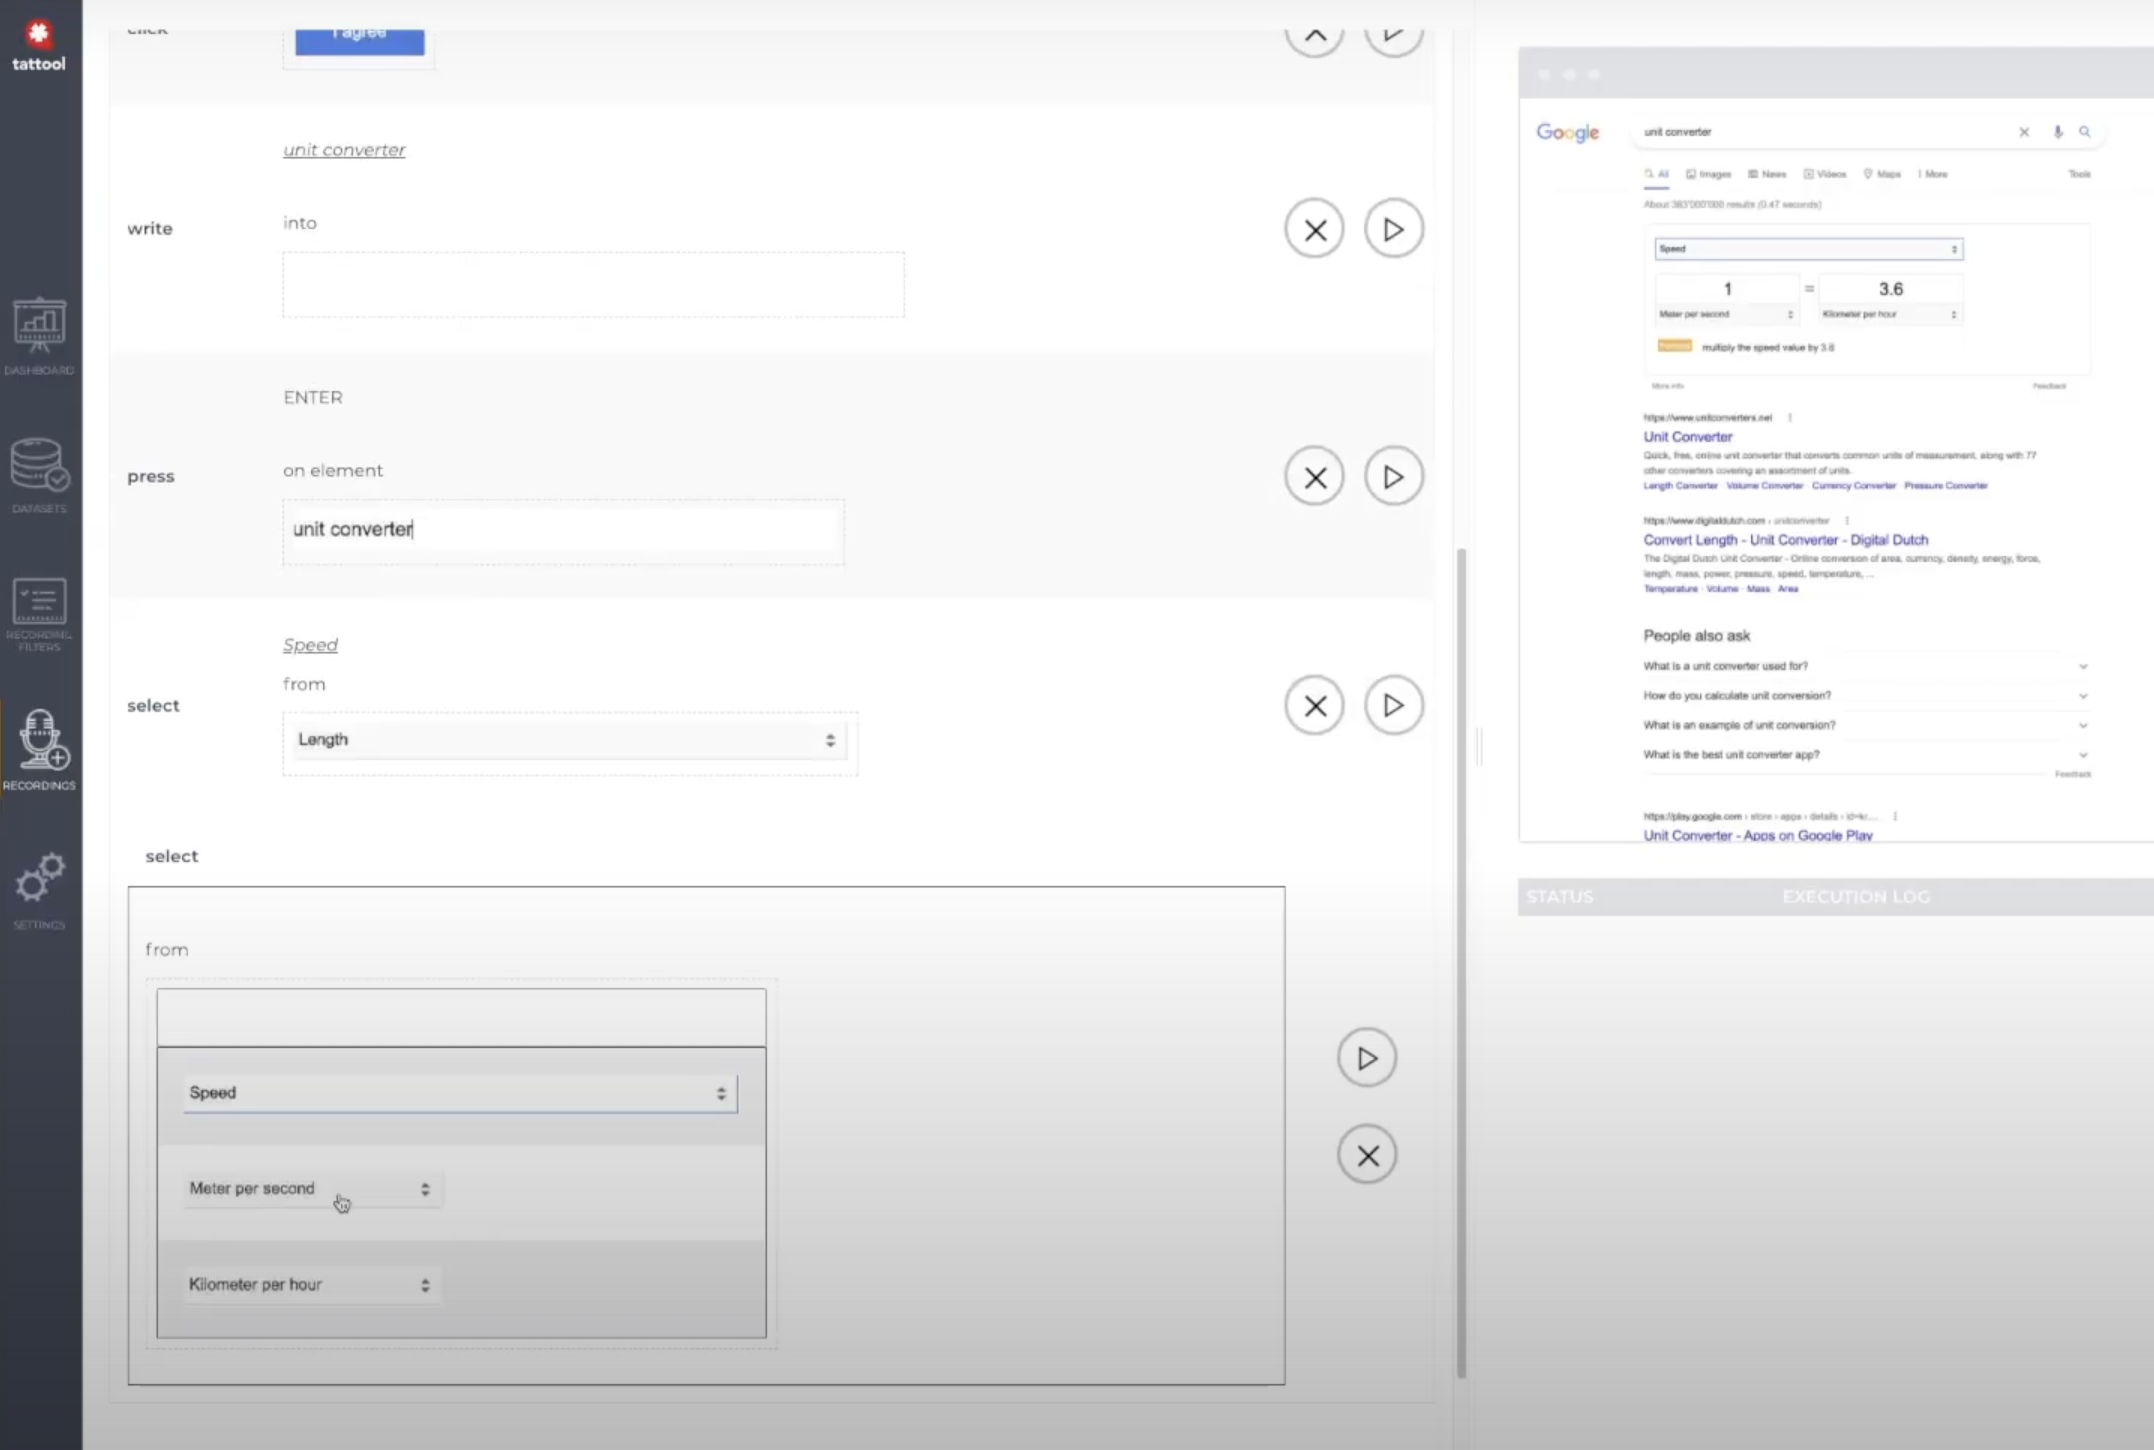 tattool
DASHBOARD
DATASETS
RECORDING
FILTERS
RECORDINGS
SETTINGS
click
I agree
unit converter
write
into
ENTER
press
on element
unit converter
Speed
from
select
Length
select
from
Speed
Meter per second
Kilometer per hour
Google
unit converter
All Images News Videos Maps More Tools
About 383'000'000 results (0.47 seconds)
Speed
1 = 3.6
Meter per second Kilometer per hour
Formula multiply the speed value by 3.6
More info Feedback
https://www.unitconverters.net
Unit Converter
Quick, free, online unit converter that converts common units of measurement, along with 77
other converters covering an assortment of units.
Length Converter · Volume Converter · Currency Converter · Pressure Converter
https://www.digitaldutch.com › unitconverter
Convert Length - Unit Converter - Digital Dutch
The Digital Dutch Unit Converter - Online conversion of area, currency, density, energy, force,
length, mass, power, pressure, speed, temperature, ...
Temperature · Volume · Mass · Area
People also ask
What is a unit converter used for?
How do you calculate unit conversion?
What is an example of unit conversion?
What is the best unit converter app?
Feedback
https://play.google.com › store › apps › details
Unit Converter - Apps on Google Play
STATUS EXECUTION LOG